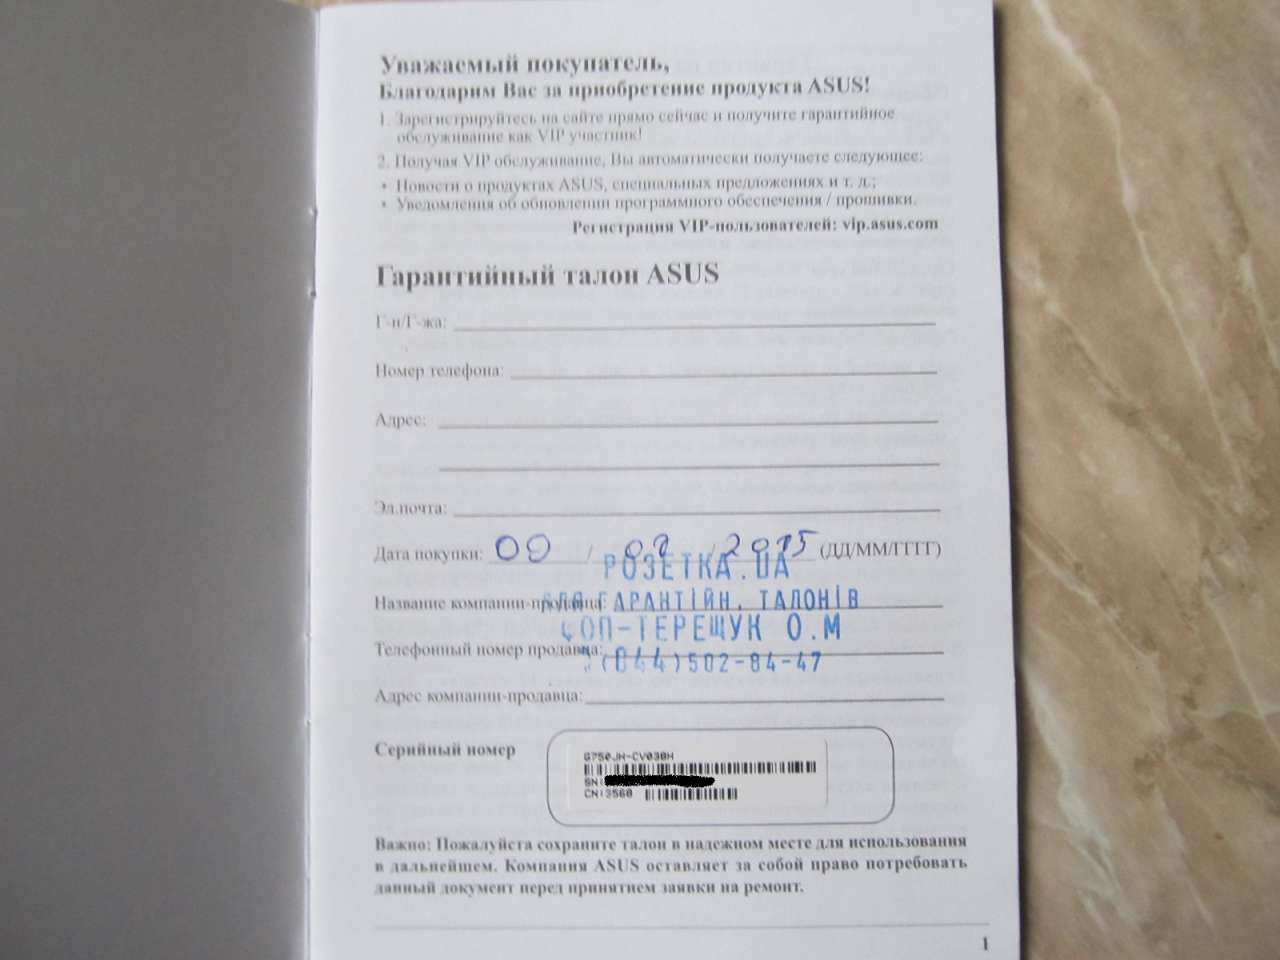 Уважаемый покупатель,
Благодарим Вас за приобретение продукта ASUS!
1. Зарегистрируйтесь на сайте прямо сейчас и получите гарантийное
обслуживание как VIP участник!
2. Получая VIP обслуживание, Вы автоматически получаете следующее:
• Новости о продуктах ASUS, специальных предложениях и т. д.;
• Уведомления об обновлении программного обеспечения / прошивки.
Регистрация VIP-пользователей: vip.asus.com
Гарантийный талон ASUS
Г-н/Г-жа:
Номер телефона:
Адрес:
Эл.почта:
Дата покупки: / / 2015 (ДД/ММ/ГГГГ)
РОЗЕТКА.UA
Название компании-продавца:
ГАРАНТІЙН. ТАЛОНІВ
ФОП-ТЕРЕЩУК О.М
Телефонный номер продавца:
(044)502-84-47
Адрес компании-продавца:
Серийный номер
G750JH-CV038H
SN:
CN:3560
Важно: Пожалуйста сохраните талон в надежном месте для использования
в дальнейшем. Компания ASUS оставляет за собой право потребовать
данный документ перед принятием заявки на ремонт.
1